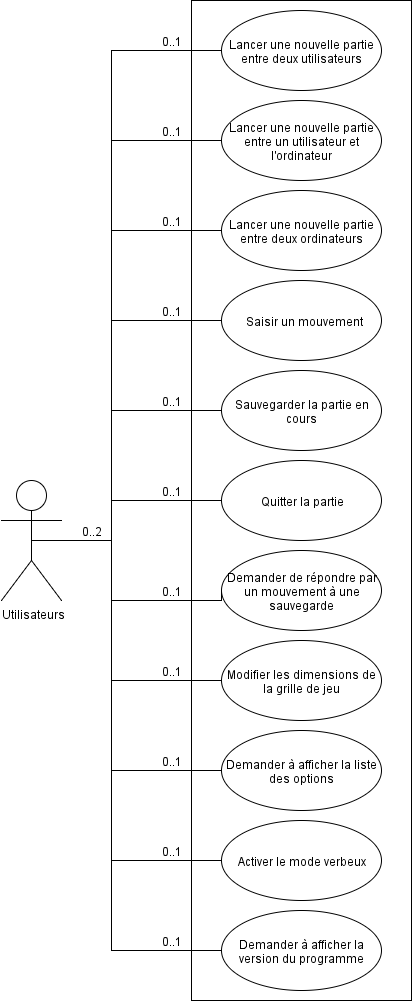 0..1
Lancer une nouvelle partie
entre deux utilisateurs
0..1
Lancer une nouvelle partie
entre un utilisateur et
l'ordinateur
0..1
Lancer une nouvelle partie
entre deux ordinateurs
0..1
Saisir un mouvement
0..1
Sauvegarder la partie en
cours
0..1
Quitter la partie
0..2
Utilisateurs
0..1
Demander de répondre par
un mouvement à une
sauvegarde
0..1
Modifier les dimensions de
la grille de jeu
0..1
Demander à afficher la liste
des options
0..1
Activer le mode verbeux
0..1
Demander à afficher la
version du programme